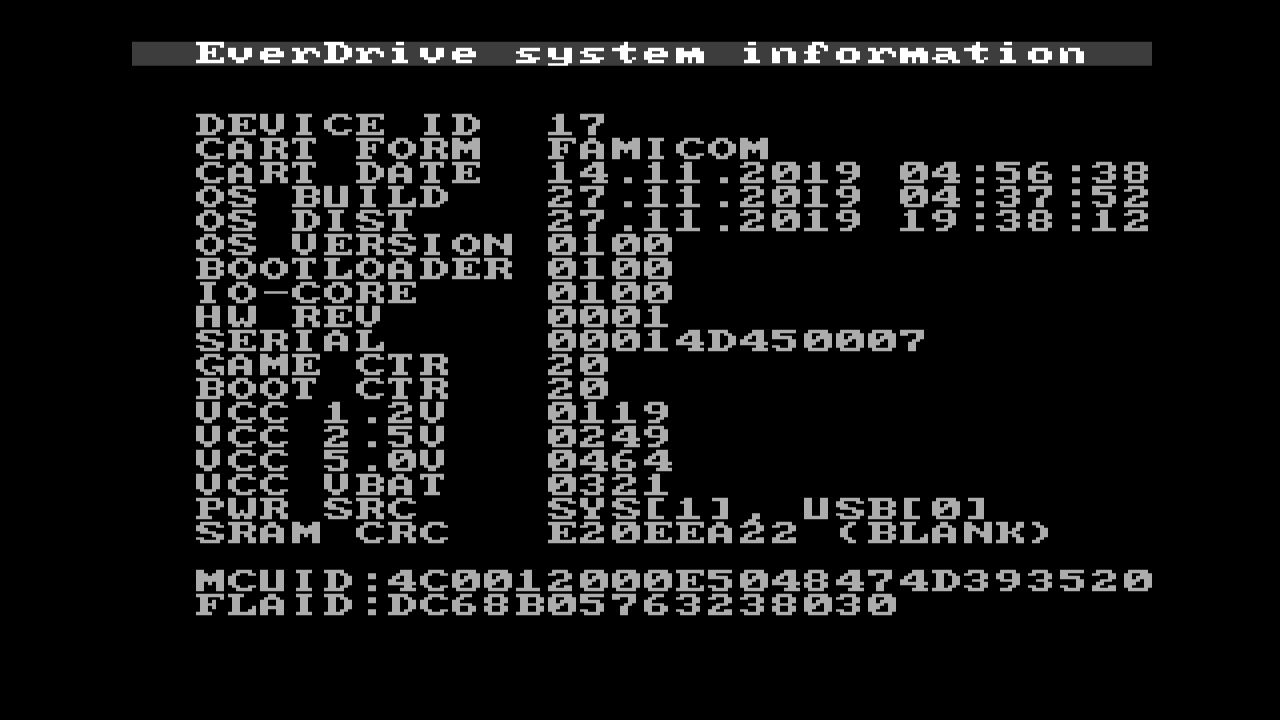 EverDrive system information
DEVICE ID 17
CART FORM FAMICOM
CART DATE 14.11.2019 04:56:38
OS BUILD 27.11.2019 04:37:52
OS DIST 27.11.2019 19:38:12
OS VERSION 0100
BOOTLOADER 0100
IO-CORE 0100
HW REV 0001
SERIAL 00014D450007
GAME CTR 20
BOOT CTR 20
VCC 1.2V 0119
VCC 2.5V 0249
VCC 5.0V 0464
VCC VBAT 0321
PWR SRC SYS[1], USB[0]
SRAM CRC E20EEA22 (BLANK)
MCUID:4C0012000E5048474D393520
FLAID:DC68B05763238030